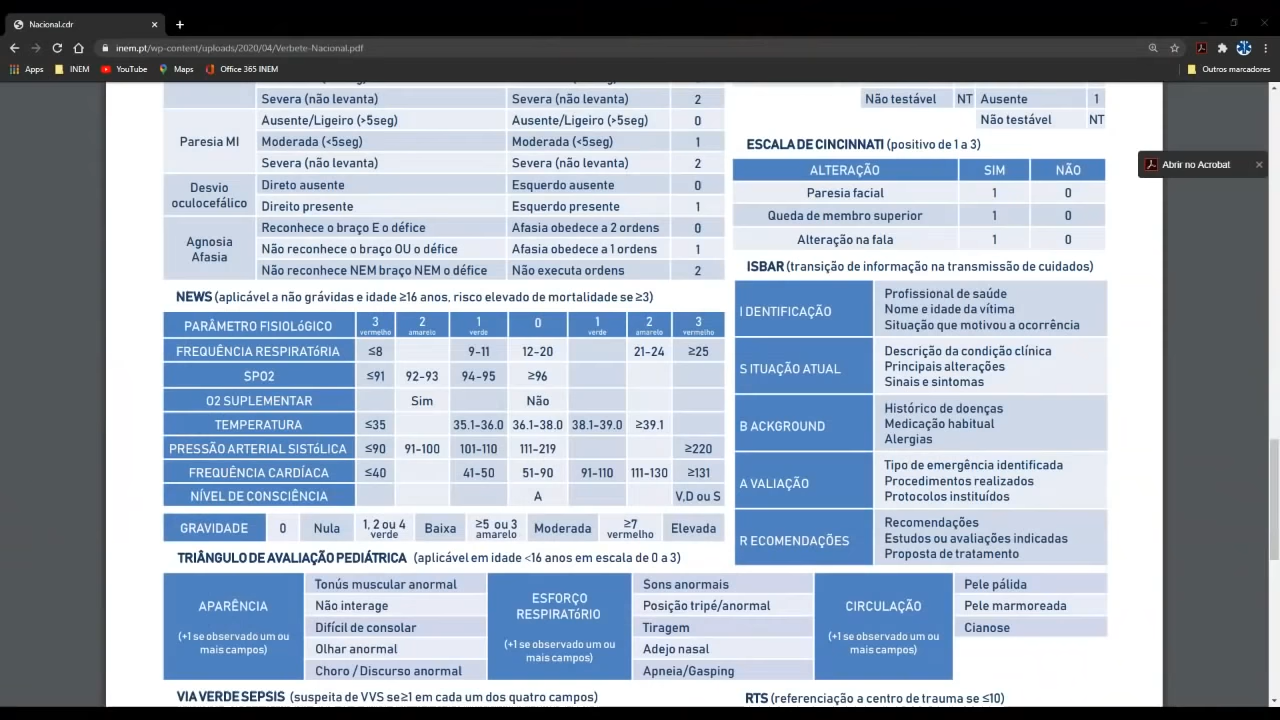 Nacional.cdr
inem.pt/wp-content/uploads/2020/04/Verbete-Nacional.pdf
Apps INEM YouTube Maps Office 365 INEM Outros marcadores
Abrir no Acrobat
Severa (não levanta) Severa (não levanta) 2
Paresia MI
Ausente/Ligeiro (>5seg) Ausente/Ligeiro (>5seg) 0
Moderada (<5seg) Moderada (<5seg) 1
Severa (não levanta) Severa (não levanta) 2
Desvio
oculocefálico
Direto ausente Esquerdo ausente 0
Direito presente Esquerdo presente 1
Agnosia
Afasia
Reconhece o braço E o défice Afasia obedece a 2 ordens 0
Não reconhece o braço OU o défice Afasia obedece a 1 ordens 1
Não reconhece NEM braço NEM o défice Não executa ordens 2
NEWS (aplicável a não grávidas e idade ≥16 anos, risco elevado de mortalidade se ≥3)
PARÂMETRO FISIOLóGICO 3 2 1 0 1 2 3
vermelho amarelo verde verde amarelo vermelho
FREQUÊNCIA RESPIRATóRIA ≤8 9-11 12-20 21-24 ≥25
SPO2 ≤91 92-93 94-95 ≥96
O2 SUPLEMENTAR Sim Não
TEMPERATURA ≤35 35.1-36.0 36.1-38.0 38.1-39.0 ≥39.1
PRESSÃO ARTERIAL SISTóLICA ≤90 91-100 101-110 111-219 ≥220
FREQUÊNCIA CARDÍACA ≤40 41-50 51-90 91-110 111-130 ≥131
NÍVEL DE CONSCIÊNCIA A V,D ou S
GRAVIDADE 0 Nula 1, 2 ou 4 verde Baixa ≥5 ou 3 amarelo Moderada ≥7 vermelho Elevada
Não testável NT Ausente 1
Não testável NT
ESCALA DE CINCINNATI (positivo de 1 a 3)
ALTERAÇÃO SIM NÃO
Paresia facial 1 0
Queda de membro superior 1 0
Alteração na fala 1 0
ISBAR (transição de informação na transmissão de cuidados)
I DENTIFICAÇÃO
Profissional de saúde
Nome e idade da vítima
Situação que motivou a ocorrência
S ITUAÇÃO ATUAL
Descrição da condição clínica
Principais alterações
Sinais e sintomas
B ACKGROUND
Histórico de doenças
Medicação habitual
Alergias
A VALIAÇÃO
Tipo de emergência identificada
Procedimentos realizados
Protocolos instituídos
R ECOMENDAÇÕES
Recomendações
Estudos ou avaliações indicadas
Proposta de tratamento
TRIÂNGULO DE AVALIAÇÃO PEDIÁTRICA (aplicável em idade <16 anos em escala de 0 a 3)
APARÊNCIA
(+1 se observado um ou
mais campos)
Tonús muscular anormal
Não interage
Difícil de consolar
Olhar anormal
Choro / Discurso anormal
ESFORÇO
RESPIRATóRIO
(+1 se observado um ou
mais campos)
Sons anormais
Posição tripé/anormal
Tiragem
Adejo nasal
Apneia/Gasping
CIRCULAÇÃO
(+1 se observado um ou
mais campos)
Pele pálida
Pele marmoreada
Cianose
VIA VERDE SEPSIS (suspeita de VVS se≥1 em cada um dos quatro campos)
RTS (referenciação a centro de trauma se ≤10)